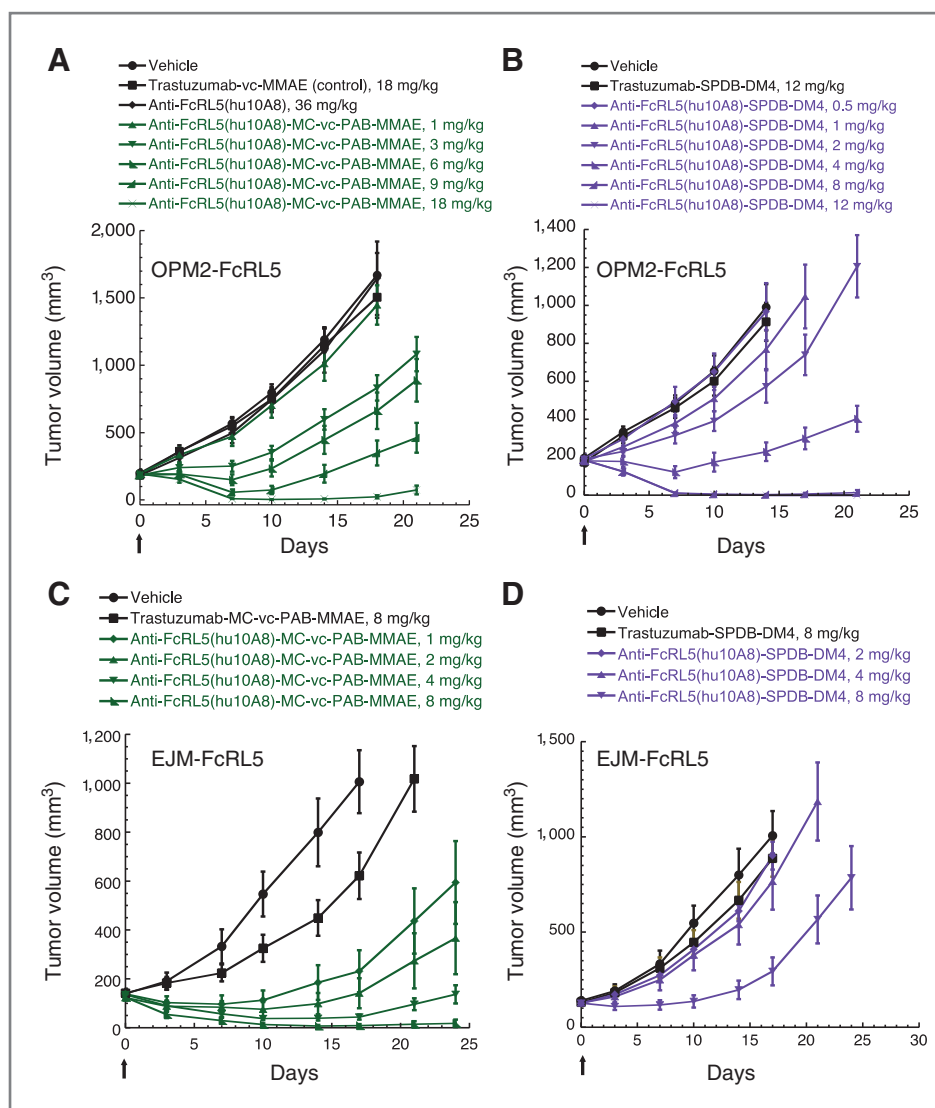 A
Vehicle
Trastuzumab-vc-MMAE (control), 18 mg/kg
Anti-FcRL5(hu10A8), 36 mg/kg
Anti-FcRL5(hu10A8)-MC-vc-PAB-MMAE, 1 mg/kg
Anti-FcRL5(hu10A8)-MC-vc-PAB-MMAE, 3 mg/kg
Anti-FcRL5(hu10A8)-MC-vc-PAB-MMAE, 6 mg/kg
Anti-FcRL5(hu10A8)-MC-vc-PAB-MMAE, 9 mg/kg
Anti-FcRL5(hu10A8)-MC-vc-PAB-MMAE, 18 mg/kg
2,000
1,500
1,000
500
0
Tumor volume (mm³)
OPM2-FcRL5
0 5 10 15 20 25
Days
B
Vehicle
Trastuzumab-SPDB-DM4, 12 mg/kg
Anti-FcRL5(hu10A8)-SPDB-DM4, 0.5 mg/kg
Anti-FcRL5(hu10A8)-SPDB-DM4, 1 mg/kg
Anti-FcRL5(hu10A8)-SPDB-DM4, 2 mg/kg
Anti-FcRL5(hu10A8)-SPDB-DM4, 4 mg/kg
Anti-FcRL5(hu10A8)-SPDB-DM4, 8 mg/kg
Anti-FcRL5(hu10A8)-SPDB-DM4, 12 mg/kg
1,400
1,200
1,000
800
600
400
200
0
Tumor volume (mm³)
OPM2-FcRL5
0 5 10 15 20 25
Days
C
Vehicle
Trastuzumab-MC-vc-PAB-MMAE, 8 mg/kg
Anti-FcRL5(hu10A8)-MC-vc-PAB-MMAE, 1 mg/kg
Anti-FcRL5(hu10A8)-MC-vc-PAB-MMAE, 2 mg/kg
Anti-FcRL5(hu10A8)-MC-vc-PAB-MMAE, 4 mg/kg
Anti-FcRL5(hu10A8)-MC-vc-PAB-MMAE, 8 mg/kg
1,200
1,000
800
600
400
200
0
Tumor volume (mm³)
EJM-FcRL5
0 5 10 15 20 25
Days
D
Vehicle
Trastuzumab-SPDB-DM4, 8 mg/kg
Anti-FcRL5(hu10A8)-SPDB-DM4, 2 mg/kg
Anti-FcRL5(hu10A8)-SPDB-DM4, 4 mg/kg
Anti-FcRL5(hu10A8)-SPDB-DM4, 8 mg/kg
1,500
1,000
500
0
Tumor volume (mm³)
EJM-FcRL5
0 5 10 15 20 25 30
Days